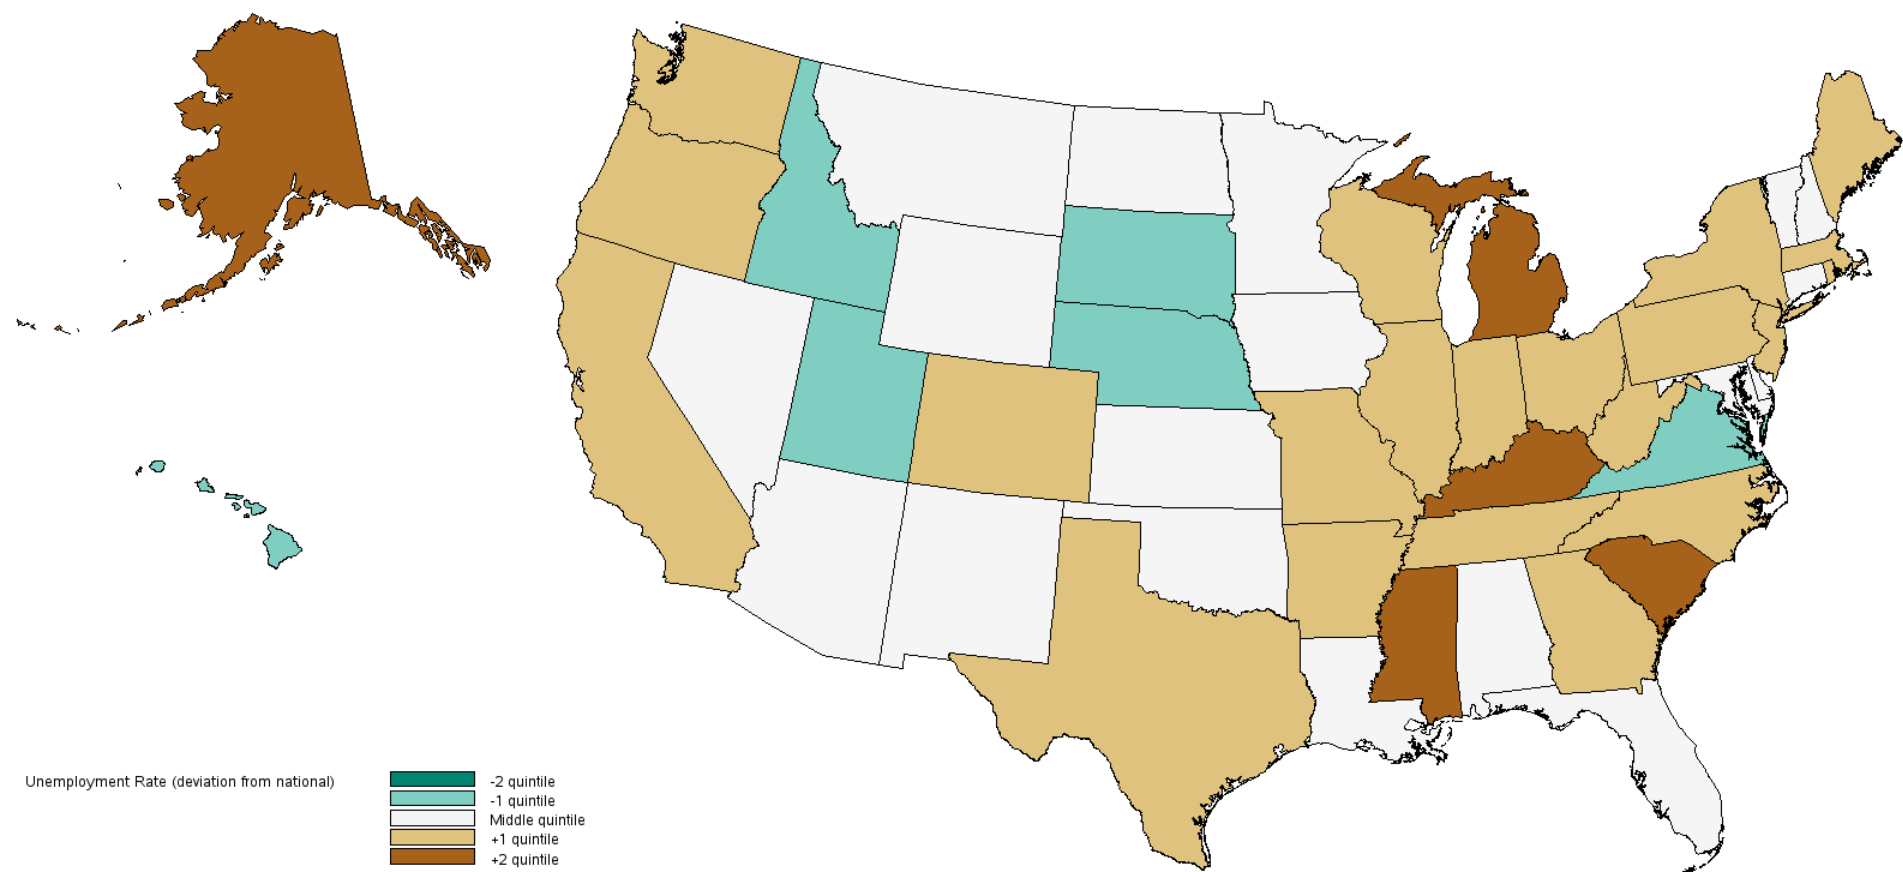 Unemployment Rate (deviation from national)
-2 quintile
-1 quintile
Middle quintile
+1 quintile
+2 quintile